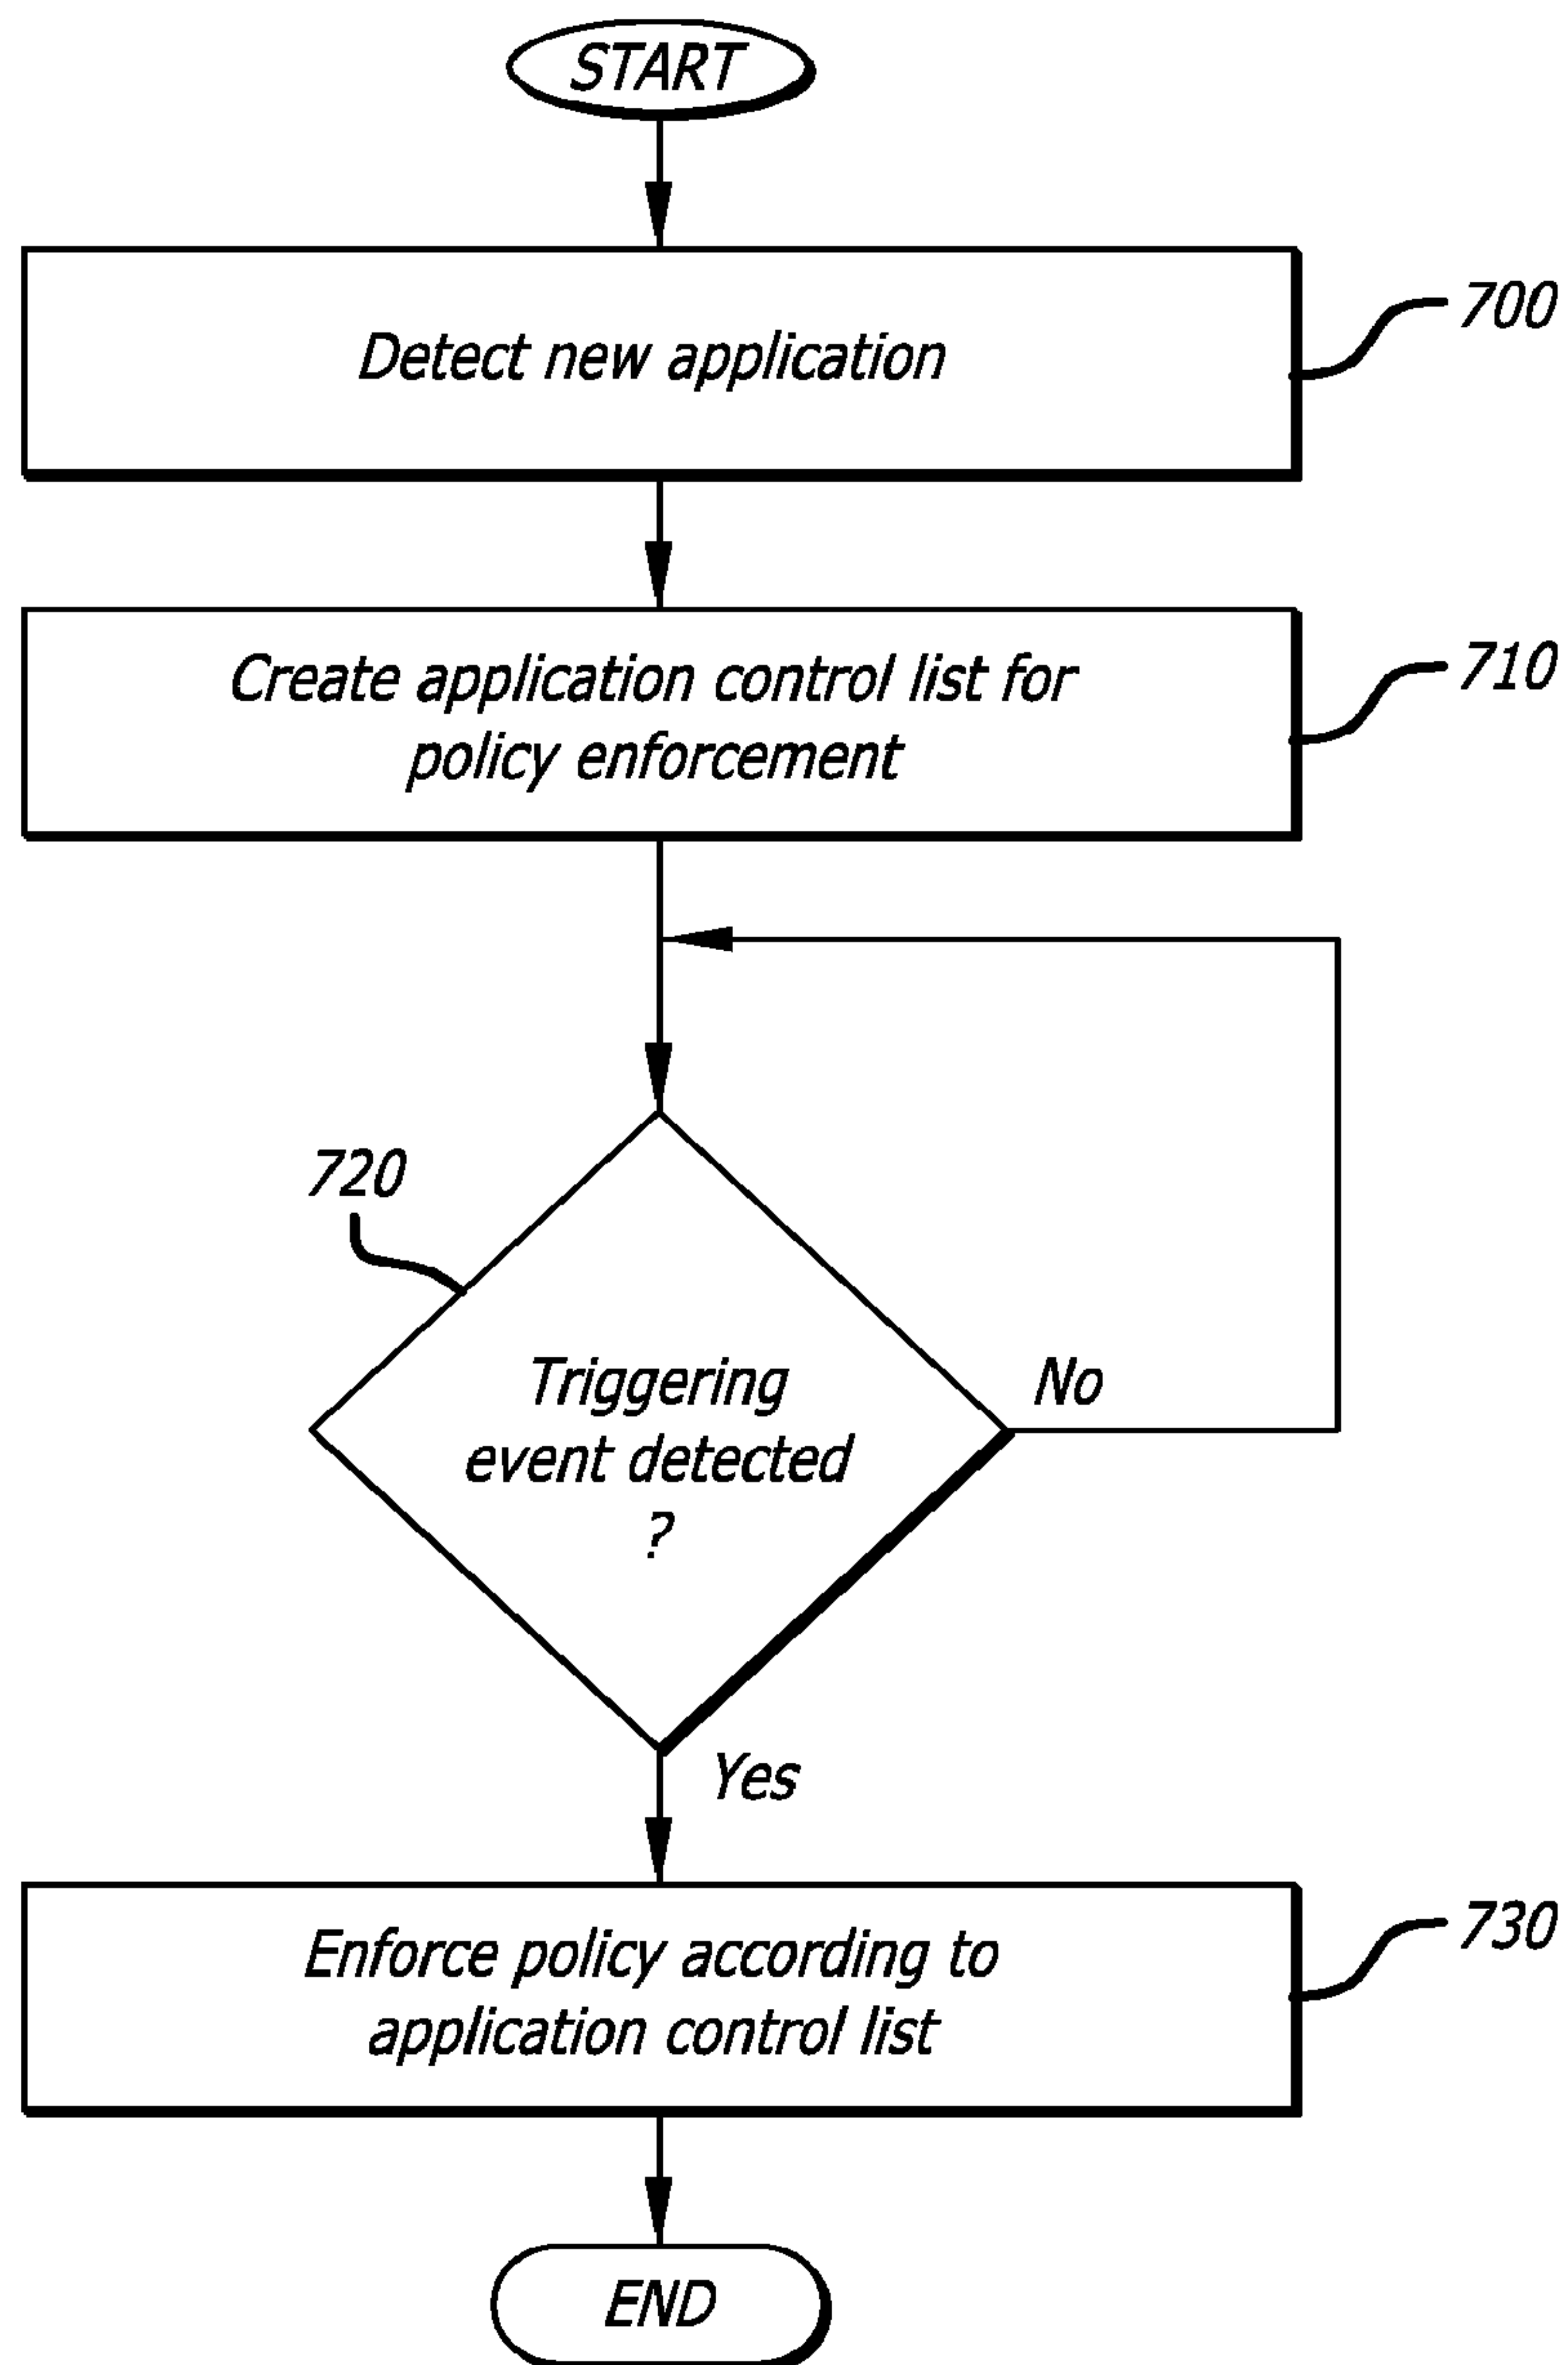 START
Detect new application
700
Create application control list for
policy enforcement
710
720
Triggering
event detected
?
No
Yes
Enforce policy according to
application control list
730
END